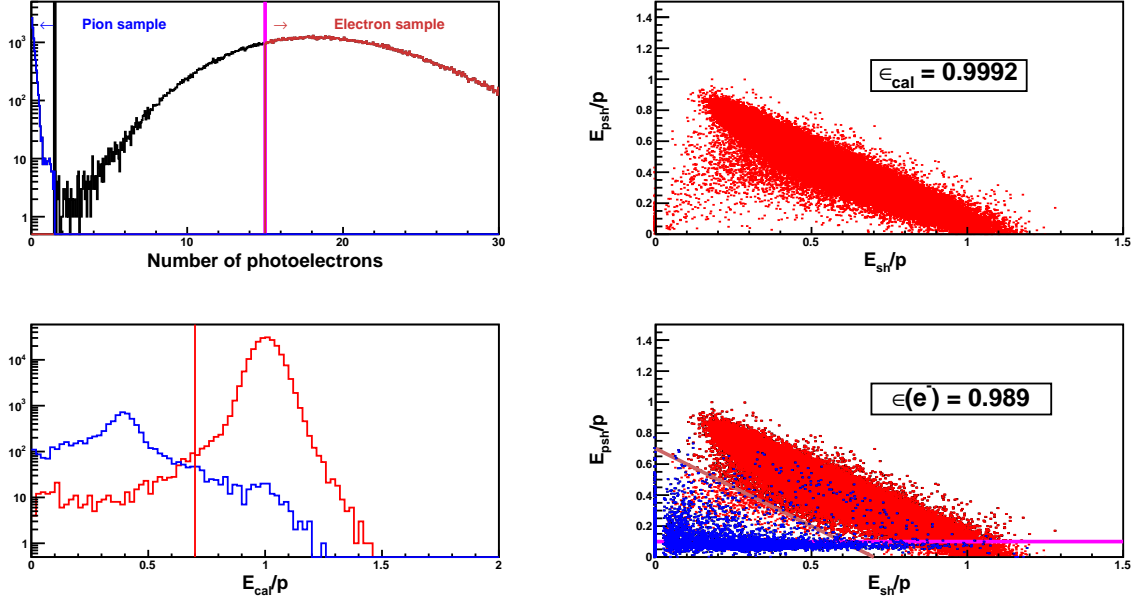 ← Pion sample
→ Electron sample
10³
10²
10
1
0 10 20 30
Number of photoelectrons
E_psh/p
∈_cal = 0.9992
1.4
1.2
1
0.8
0.6
0.4
0.2
0
0 0.5 1 1.5
E_sh/p
10⁴
10³
10²
10
1
0 0.5 1 1.5 2
E_cal/p
E_psh/p
∈(e⁻) = 0.989
1.4
1.2
1
0.8
0.6
0.4
0.2
0
0 0.5 1 1.5
E_sh/p